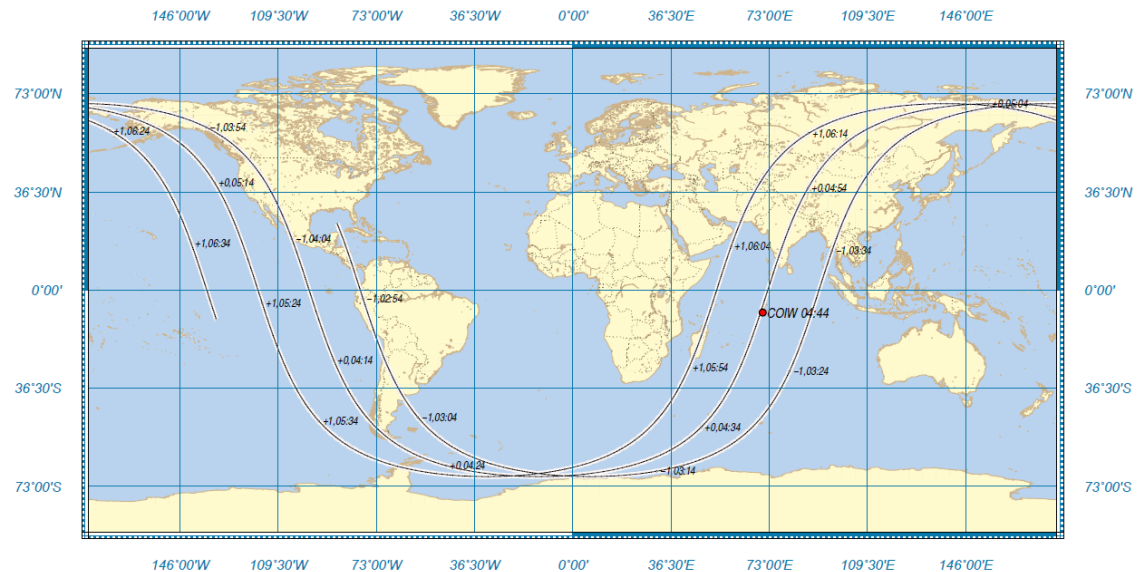 146°00'W 109°30'W 73°00'W 36°30'W 0°00' 36°30'E 73°00'E 109°30'E 146°00'E
73°00'N 73°00'N
+0,05:04
+1,06:24 −1,03:54 +1,06:14
+0,05:14 +0,04:54
36°30'N 36°30'N
−1,04:04
+1,06:34 +1,06:04 −1,03:34
0°00' 0°00'
+1,05:24 −1,02:54
COIW 04:44
+0,04:14 +1,05:54 −1,03:24
36°30'S 36°30'S
+1,05:34 −1,03:04 +0,04:34
+0,04:24 −1,03:14
73°00'S 73°00'S
146°00'W 109°30'W 73°00'W 36°30'W 0°00' 36°30'E 73°00'E 109°30'E 146°00'E